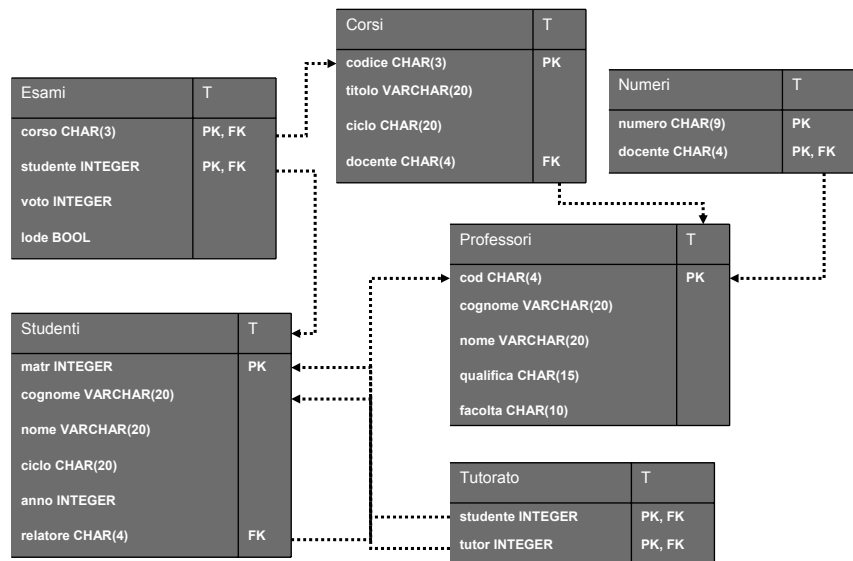 Corsi T
codice CHAR(3) PK
titolo VARCHAR(20)
ciclo CHAR(20)
docente CHAR(4) FK
Esami T
corso CHAR(3) PK, FK
studente INTEGER PK, FK
voto INTEGER
lode BOOL
Numeri T
numero CHAR(9) PK
docente CHAR(4) PK, FK
Professori T
cod CHAR(4) PK
cognome VARCHAR(20)
nome VARCHAR(20)
qualifica CHAR(15)
facolta CHAR(10)
Studenti T
matr INTEGER PK
cognome VARCHAR(20)
nome VARCHAR(20)
ciclo CHAR(20)
anno INTEGER
relatore CHAR(4) FK
Tutorato T
studente INTEGER PK, FK
tutor INTEGER PK, FK